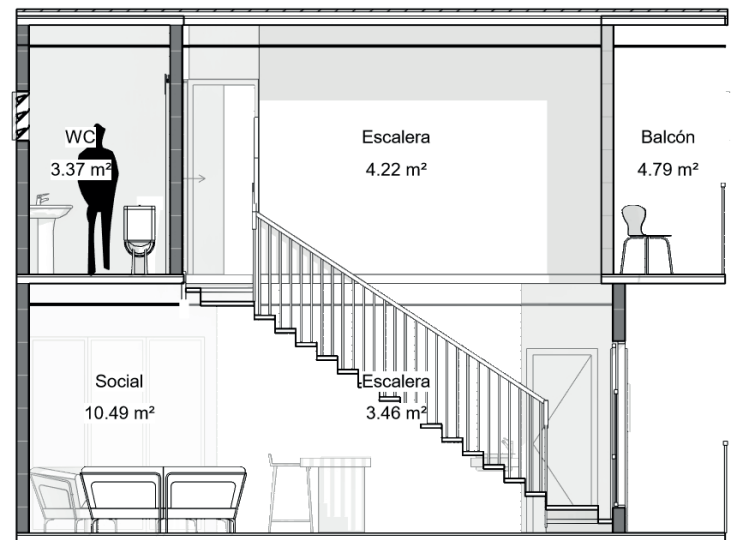 WC
3.37 m²
Escalera
4.22 m²
Balcón
4.79 m²
Social
10.49 m²
Escalera
3.46 m²